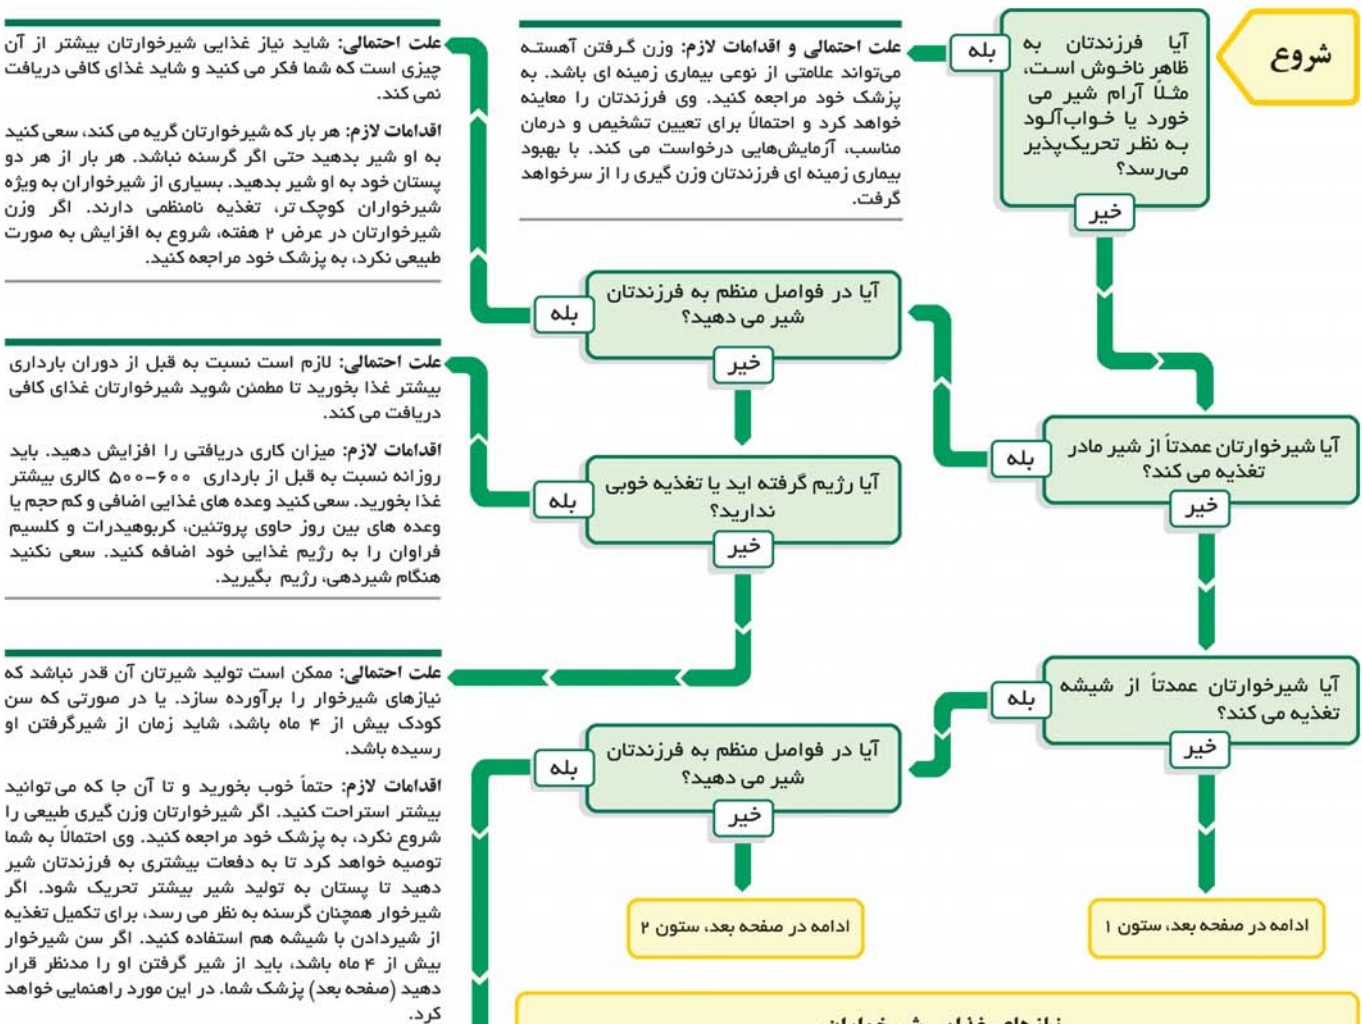 شروع
آیا فرزندتان به
ظاهر ناخوش است،
مثلاً آرام شیر می
خورد یا خواب‌آلود
به نظر تحریک‌پذیر
می‌رسد؟
بله
خیر
علت احتمالی و اقدامات لازم: وزن گرفتن آهسته
می‌تواند علامتی از نوعی بیماری زمینه ای باشد. به
پزشک خود مراجعه کنید. وی فرزندتان را معاینه
خواهد کرد و احتمالاً برای تعیین تشخیص و درمان
مناسب، آزمایش‌هایی درخواست می کند. با بهبود
بیماری زمینه ای فرزندتان وزن گیری را از سرخواهد
گرفت.
آیا شیرخوارتان عمدتاً از شیر مادر
تغذیه می کند؟
بله
خیر
آیا در فواصل منظم به فرزندتان
شیر می دهید؟
بله
خیر
علت احتمالی: شاید نیاز غذایی شیرخوارتان بیشتر از آن
چیزی است که شما فکر می کنید و شاید غذای کافی دریافت
نمی کند.
اقدامات لازم: هر بار که شیرخوارتان گریه می کند، سعی کنید
به او شیر بدهید حتی اگر گرسنه نباشد. هر بار از هر دو
پستان خود به او شیر بدهید. بسیاری از شیرخواران به ویژه
شیرخواران کوچک تر، تغذیه نامنظمی دارند. اگر وزن
شیرخوارتان در عرض ۲ هفته، شروع به افزایش به صورت
طبیعی نکرد، به پزشک خود مراجعه کنید.
آیا رژیم گرفته اید یا تغذیه خوبی
ندارید؟
بله
خیر
علت احتمالی: لازم است نسبت به قبل از دوران بارداری
بیشتر غذا بخورید تا مطمئن شوید شیرخوارتان غذای کافی
دریافت می کند.
اقدامات لازم: میزان کاری دریافتی را افزایش دهید. باید
روزانه نسبت به قبل از بارداری ۶۰۰-۵۰۰ کالری بیشتر
غذا بخورید. سعی کنید وعده های غذایی اضافی و کم حجم یا
وعده های بین روز حاوی پروتئین، کربوهیدرات و کلسیم
فراوان را به رژیم غذایی خود اضافه کنید. سعی نکنید
هنگام شیردهی، رژیم بگیرید.
علت احتمالی: ممکن است تولید شیرتان آن قدر نباشد که
نیازهای شیرخوار را برآورده سازد. یا در صورتی که سن
کودک بیش از ۴ ماه باشد، شاید زمان از شیرگرفتن او
رسیده باشد.
اقدامات لازم: حتماً خوب بخورید و تا آن جا که می توانید
بیشتر استراحت کنید. اگر شیرخوارتان وزن گیری طبیعی را
شروع نکرد، به پزشک خود مراجعه کنید. وی احتمالاً به شما
توصیه خواهد کرد تا به دفعات بیشتری به فرزندتان شیر
دهید تا پستان به تولید شیر بیشتر تحریک شود. اگر
شیرخوار همچنان گرسنه به نظر می رسد، برای تکمیل تغذیه
از شیردادن با شیشه هم استفاده کنید. اگر سن شیرخوار
بیش از ۴ ماه باشد، باید از شیر گرفتن او را مدنظر قرار
دهید (صفحه بعد) پزشک شما. در این مورد راهنمایی خواهد
کرد.
آیا شیرخوارتان عمدتاً از شیشه
تغذیه می کند؟
بله
خیر
آیا در فواصل منظم به فرزندتان
شیر می دهید؟
بله
خیر
ادامه در صفحه بعد، ستون ۱
ادامه در صفحه بعد، ستون ۲